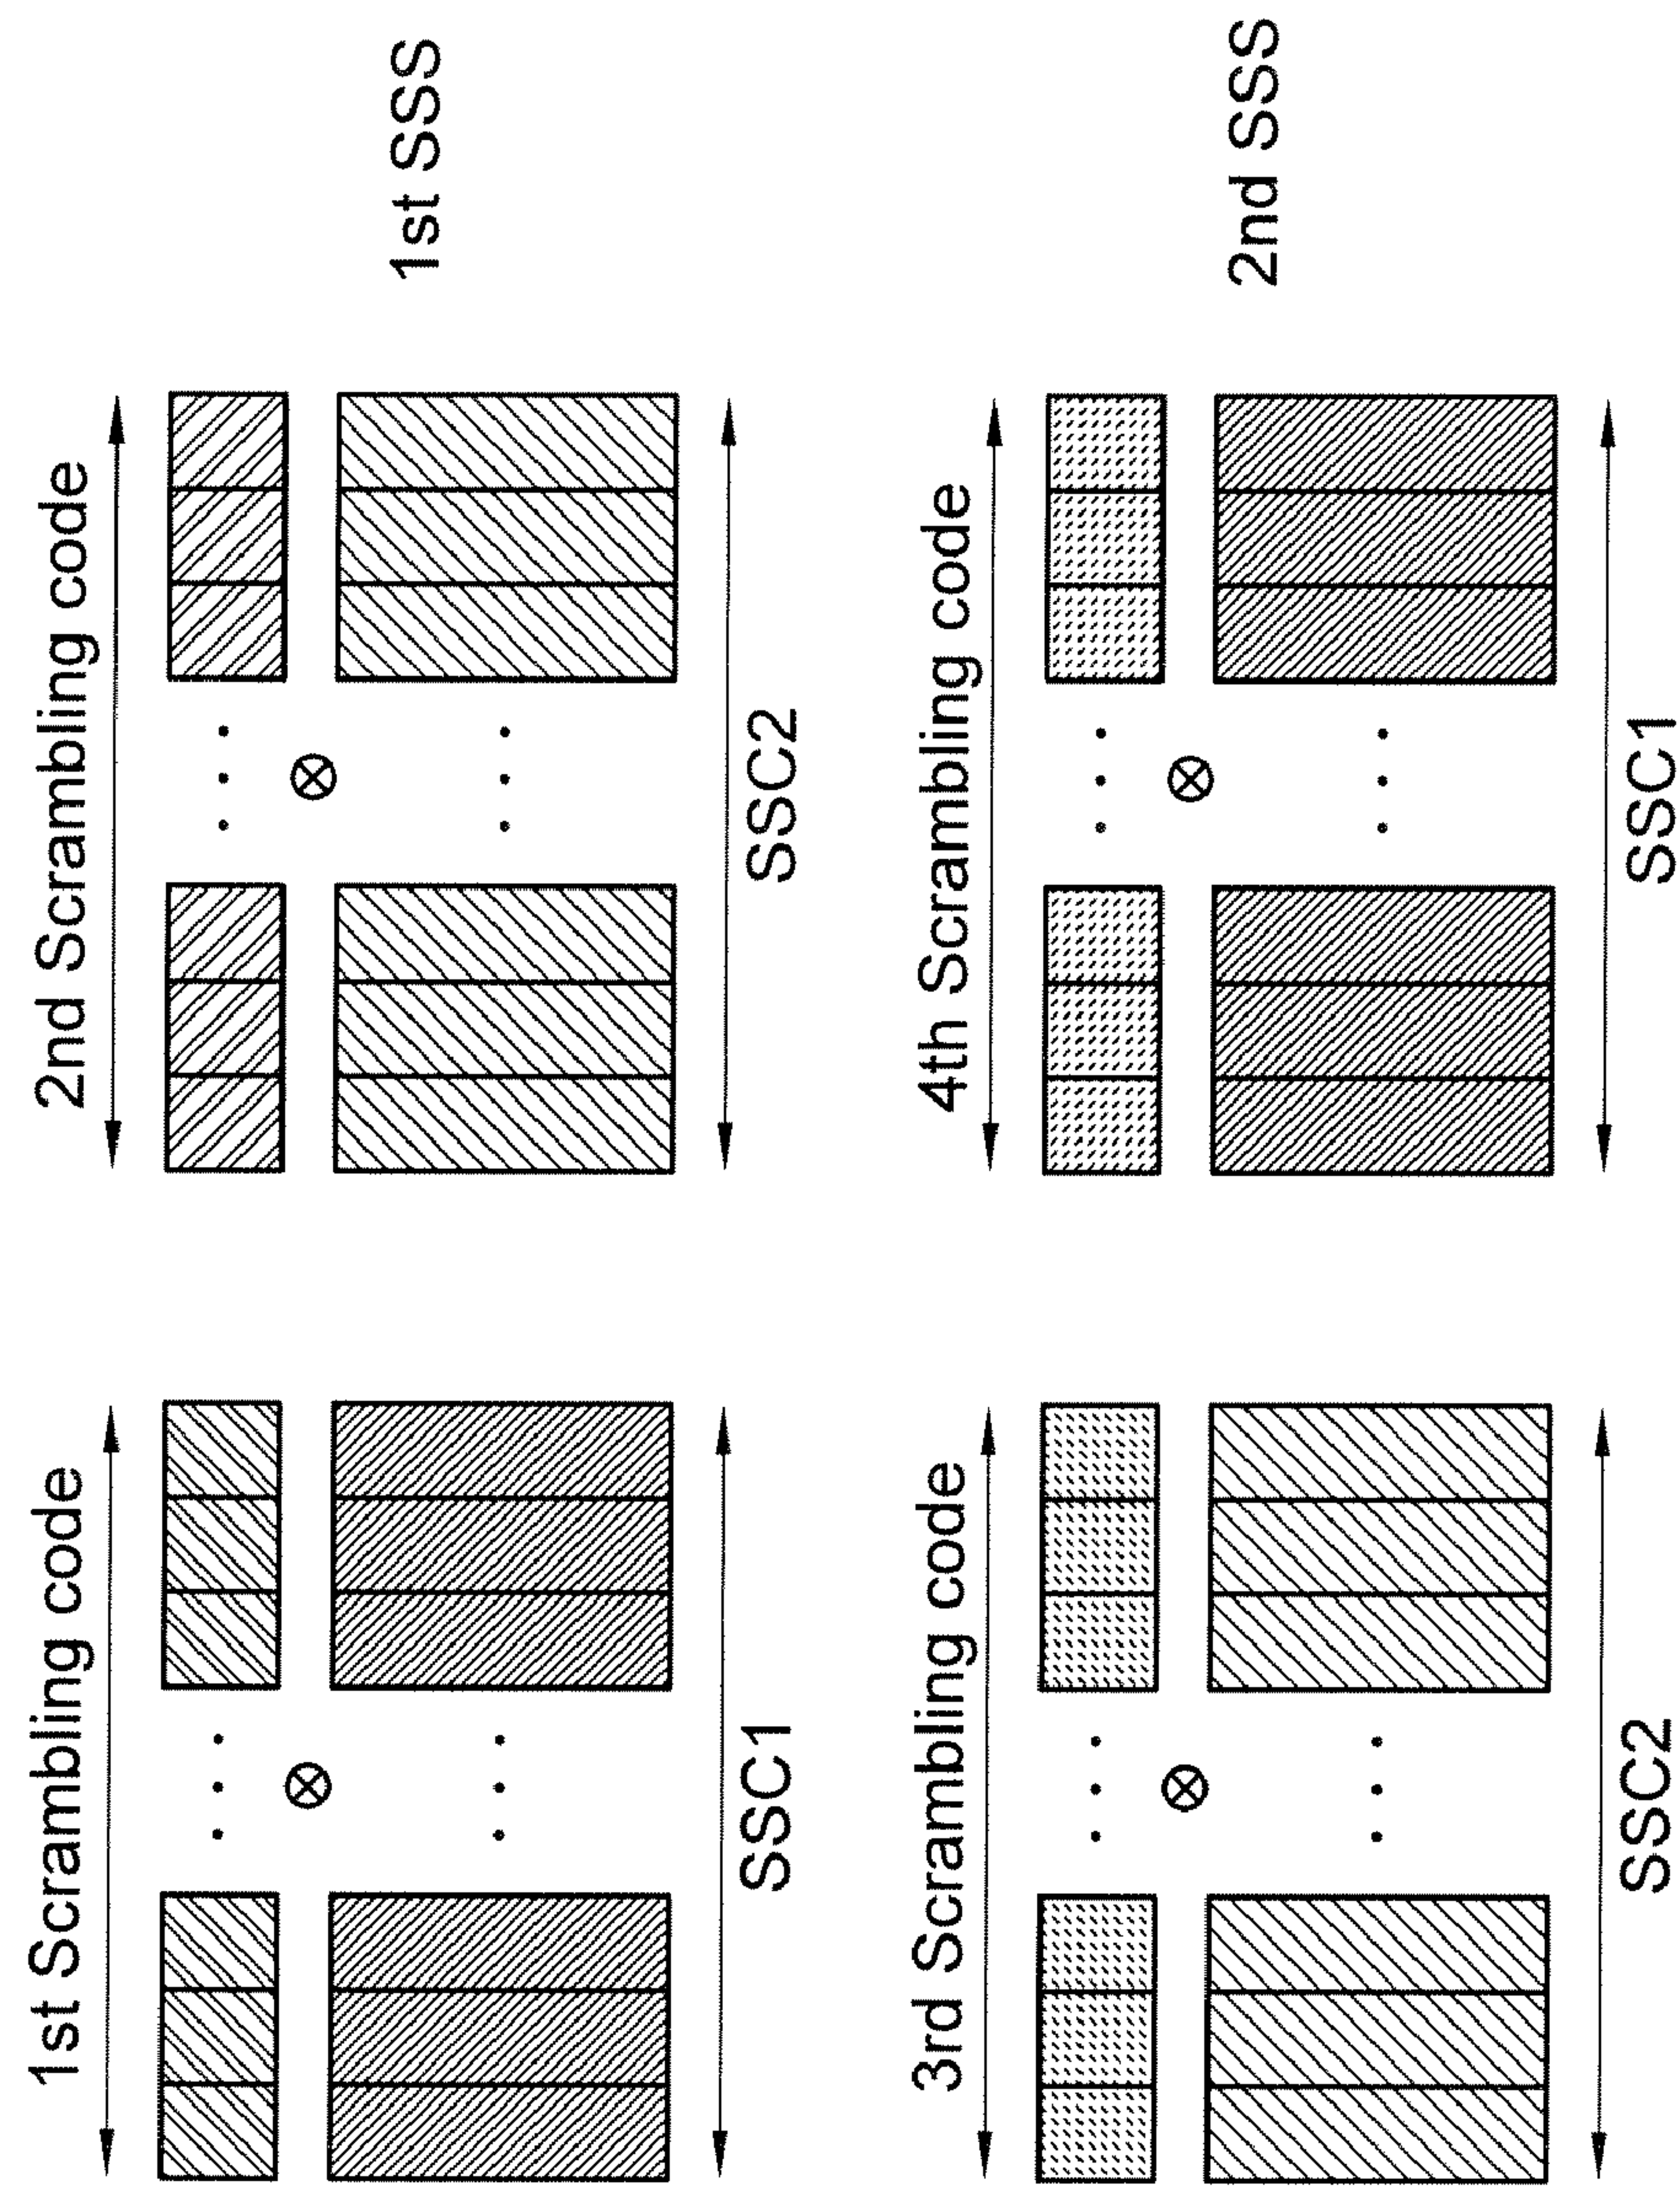 1st Scrambling code
2nd Scrambling code
⊗
⊗
1st SSS
SSC1
SSC2
3rd Scrambling code
4th Scrambling code
⊗
⊗
2nd SSS
SSC2
SSC1